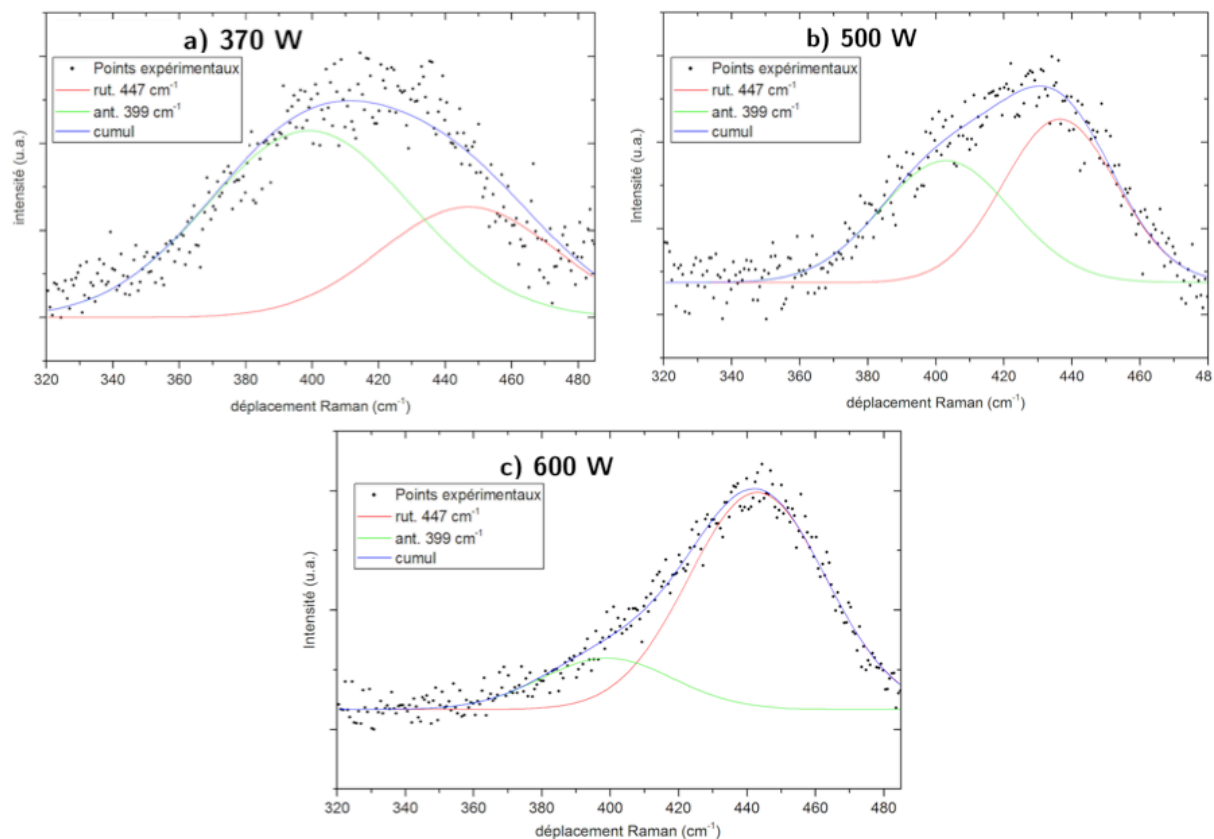 a) 370 W
Points expérimentaux
rut. 447 cm⁻¹
ant. 399 cm⁻¹
cumul
intensité (u.a.)
320 340 360 380 400 420 440 460 480
déplacement Raman (cm⁻¹)
b) 500 W
Points expérimentaux
rut. 447 cm⁻¹
ant. 399 cm⁻¹
cumul
Intensité (u.a.)
320 340 360 380 400 420 440 460 48
déplacement Raman (cm⁻¹)
c) 600 W
Points expérimentaux
rut. 447 cm⁻¹
ant. 399 cm⁻¹
cumul
Intensité (u.a.)
320 340 360 380 400 420 440 460 480
déplacement Raman (cm⁻¹)